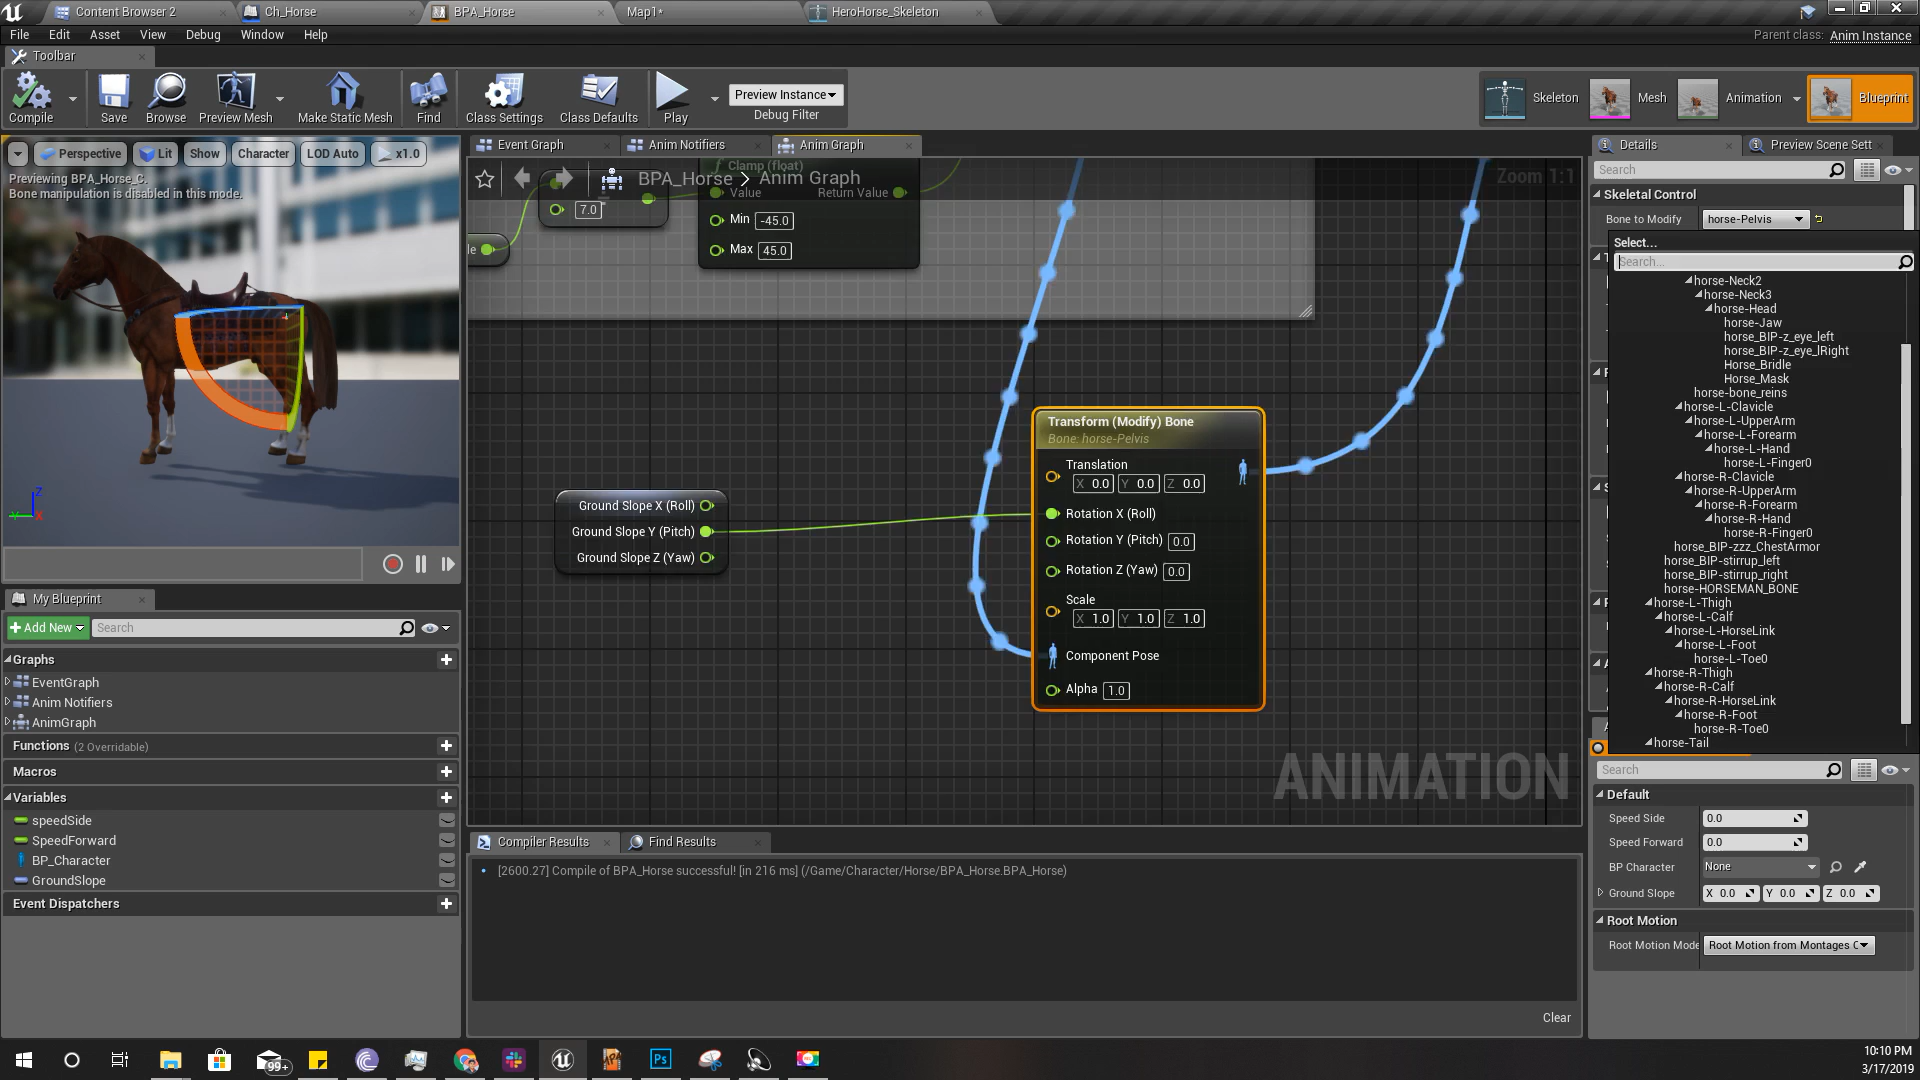 Content Browser 2
Ch_Horse
BPA_Horse
Map1*
HeroHorse_Skeleton
File Edit Asset View Debug Window Help
Parent class: Anim Instance
Toolbar
Compile
Save
Browse
Preview Mesh
Make Static Mesh
Find
Class Settings
Class Defaults
Play
Preview Instance
Debug Filter
Skeleton
Mesh
Animation
Blueprint
Perspective
Lit
Show
Character
LOD Auto
x1.0
Previewing BPA_Horse_C.
Bone manipulation is disabled in this mode.
Z
Y
X
My Blueprint
Add New
Search
Graphs
EventGraph
Anim Notifiers
AnimGraph
Functions (2 Overridable)
Macros
Variables
speedSide
SpeedForward
BP_Character
GroundSlope
Event Dispatchers
Event Graph
Anim Notifiers
Anim Graph
BPA_Horse > Anim Graph
Zoom 1:1
7.0
Clamp (float)
Value
Return Value
Min -45.0
Max 45.0
Ground Slope X (Roll)
Ground Slope Y (Pitch)
Ground Slope Z (Yaw)
Transform (Modify) Bone
Bone: horse-Pelvis
Translation
X 0.0 Y 0.0 Z 0.0
Rotation X (Roll)
Rotation Y (Pitch) 0.0
Rotation Z (Yaw) 0.0
Scale
X 1.0 Y 1.0 Z 1.0
Component Pose
Alpha 1.0
ANIMATION
Compiler Results
Find Results
[2600.27] Compile of BPA_Horse successful! [in 216 ms] (/Game/Character/Horse/BPA_Horse.BPA_Horse)
Clear
Details
Preview Scene Sett
Search
Skeletal Control
Bone to Modify horse-Pelvis
Select...
Search...
horse-Neck2
horse-Neck3
horse-Head
horse-Jaw
horse_BIP-z_eye_left
horse_BIP-z_eye_lRight
Horse_Bridle
Horse_Mask
horse-bone_reins
horse-L-Clavicle
horse-L-UpperArm
horse-L-Forearm
horse-L-Hand
horse-L-Finger0
horse-R-Clavicle
horse-R-UpperArm
horse-R-Forearm
horse-R-Hand
horse-R-Finger0
horse_BIP-zzz_ChestArmor
horse_BIP-stirrup_left
horse_BIP-stirrup_right
horse-HORSEMAN_BONE
horse-L-Thigh
horse-L-Calf
horse-L-HorseLink
horse-L-Foot
horse-L-Toe0
horse-R-Thigh
horse-R-Calf
horse-R-HorseLink
horse-R-Foot
horse-R-Toe0
horse-Tail
Search
Default
Speed Side 0.0
Speed Forward 0.0
BP Character None
Ground Slope X 0.0 Y 0.0 Z 0.0
Root Motion
Root Motion Mode Root Motion from Montages C
99+
Ps
10:10 PM
3/17/2019